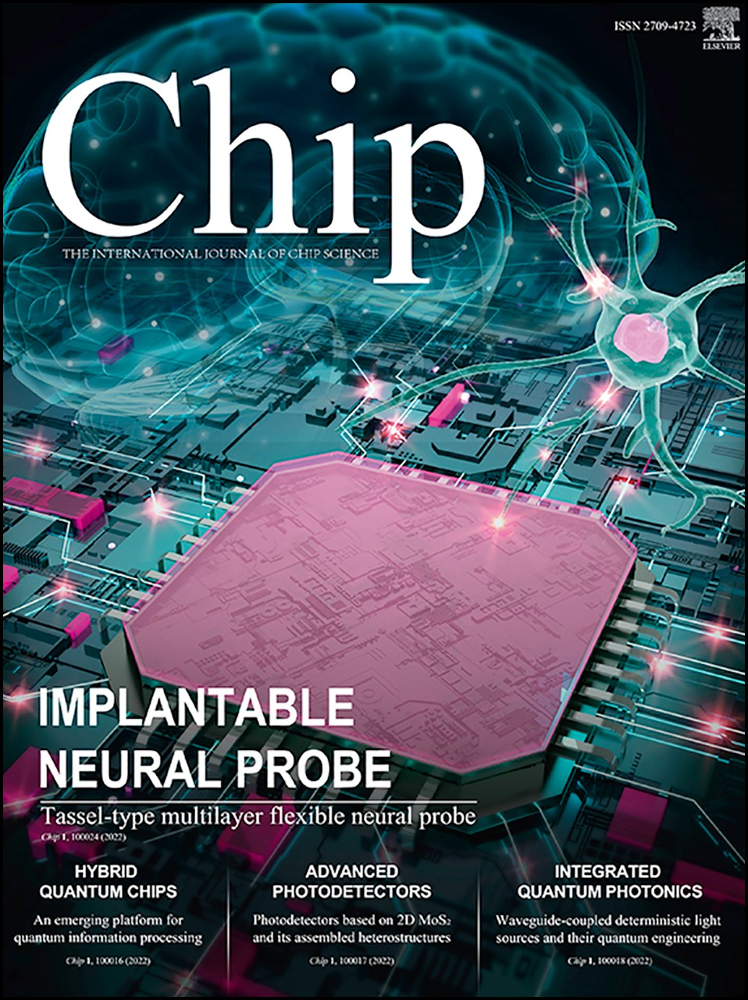 ISSN 2709-4723
ELSEVIER
Chip
THE INTERNATIONAL JOURNAL OF CHIP SCIENCE
IMPLANTABLE
NEURAL PROBE
Tassel-type multilayer flexible neural probe
Chip 1, 100024 (2022)
HYBRID
QUANTUM CHIPS
An emerging platform for
quantum information processing
Chip 1, 100016 (2022)
ADVANCED
PHOTODETECTORS
Photodetectors based on 2D MoS₂
and its assembled heterostructures
Chip 1, 100017 (2022)
INTEGRATED
QUANTUM PHOTONICS
Waveguide-coupled deterministic light
sources and their quantum engineering
Chip 1, 100018 (2022)